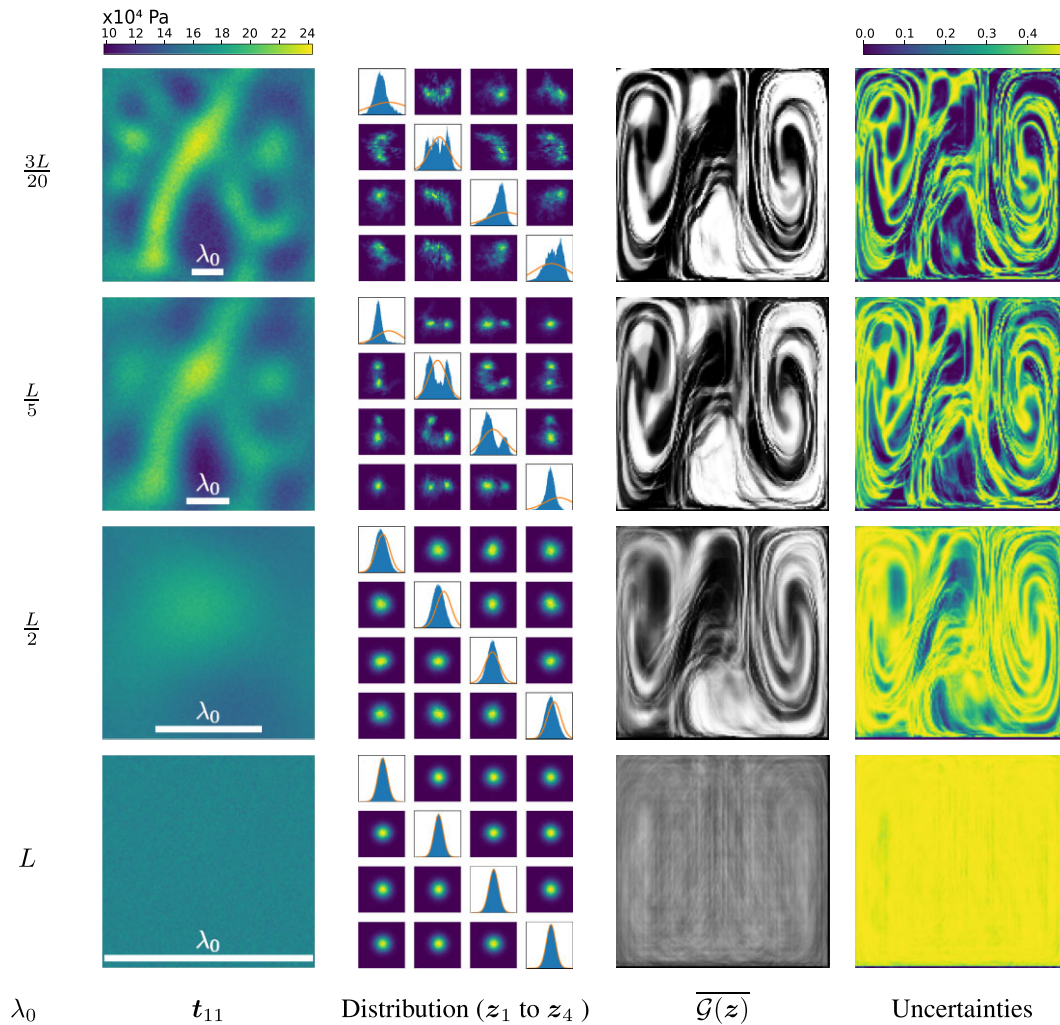 x10⁴ Pa
10 12 14 16 18 20 22 24
0.0 0.1 0.2 0.3 0.4
3L/20
λ₀
L/5
λ₀
L/2
λ₀
L
λ₀
λ₀ t₁₁ Distribution (z₁ to z₄ ) 𝒢(z)̅ Uncertainties